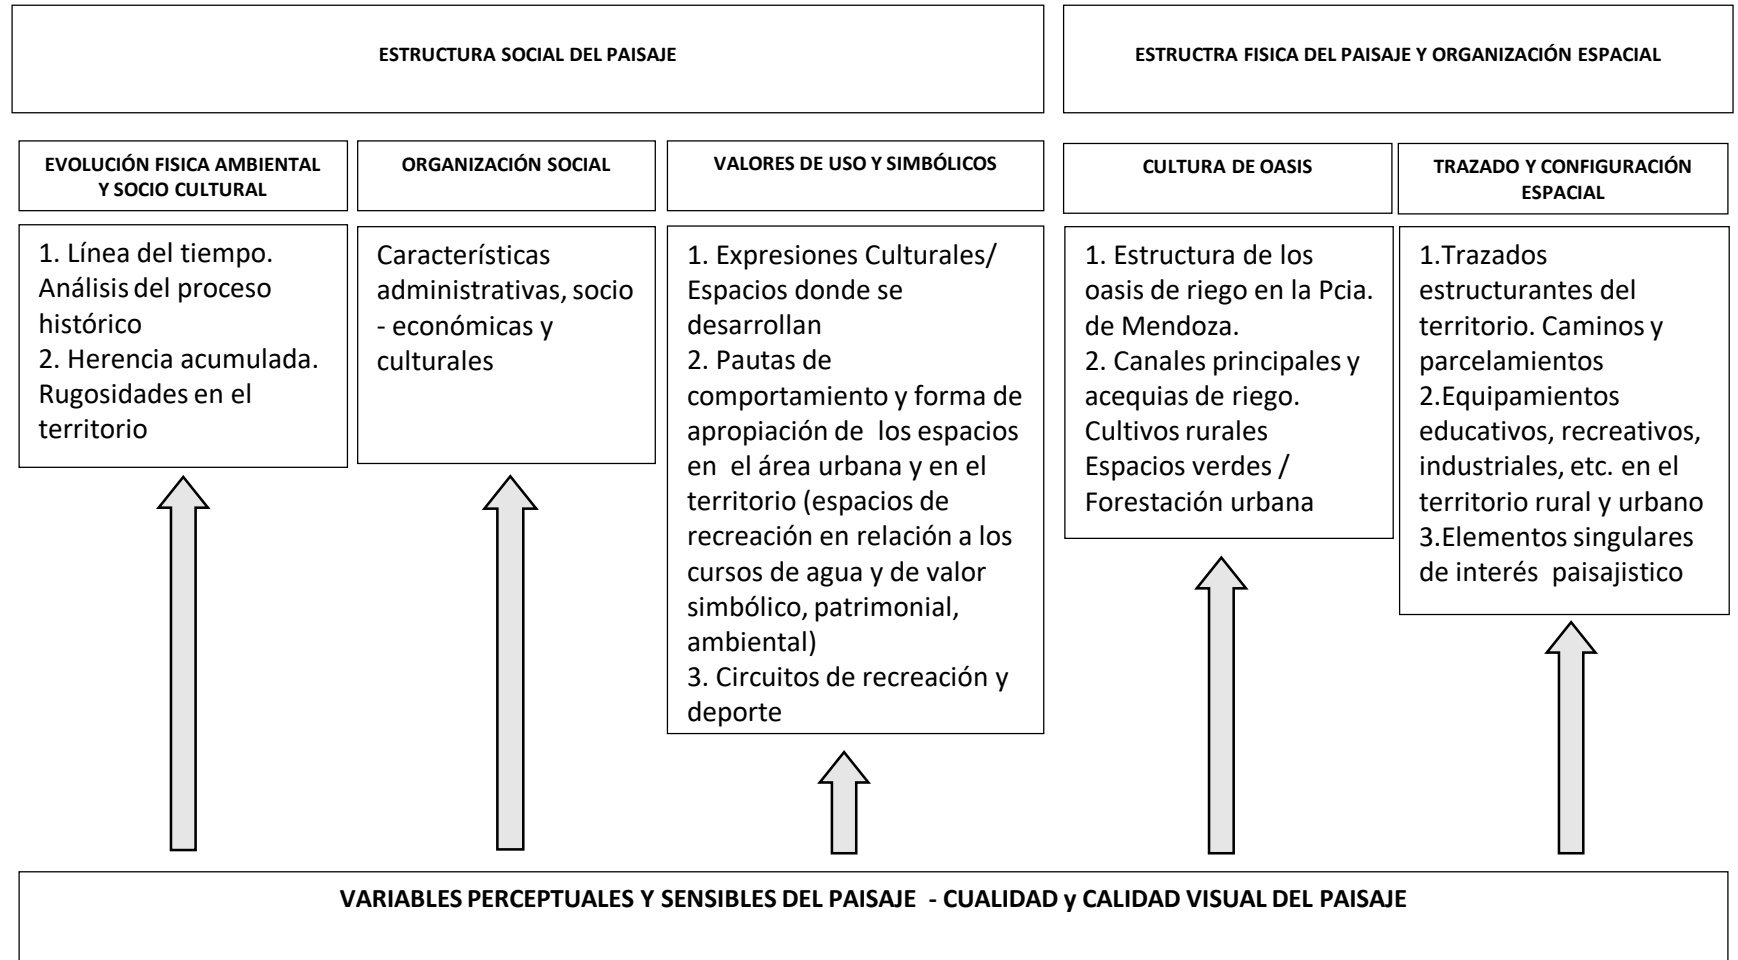 ESTRUCTURA SOCIAL DEL PAISAJE
ESTRUCTRA FISICA DEL PAISAJE Y ORGANIZACIÓN ESPACIAL
EVOLUCIÓN FISICA AMBIENTAL
Y SOCIO CULTURAL
1. Línea del tiempo.
Análisis del proceso
histórico
2. Herencia acumulada.
Rugosidades en el
territorio
ORGANIZACIÓN SOCIAL
Características
administrativas, socio
- económicas y
culturales
VALORES DE USO Y SIMBÓLICOS
1. Expresiones Culturales/
Espacios donde se
desarrollan
2. Pautas de
comportamiento y forma de
apropiación de los espacios
en el área urbana y en el
territorio (espacios de
recreación en relación a los
cursos de agua y de valor
simbólico, patrimonial,
ambiental)
3. Circuitos de recreación y
deporte
CULTURA DE OASIS
1. Estructura de los
oasis de riego en la Pcia.
de Mendoza.
2. Canales principales y
acequias de riego.
Cultivos rurales
Espacios verdes /
Forestación urbana
TRAZADO Y CONFIGURACIÓN
ESPACIAL
1.Trazados
estructurantes del
territorio. Caminos y
parcelamientos
2.Equipamientos
educativos, recreativos,
industriales, etc. en el
territorio rural y urbano
3.Elementos singulares
de interés paisajistico
VARIABLES PERCEPTUALES Y SENSIBLES DEL PAISAJE - CUALIDAD y CALIDAD VISUAL DEL PAISAJE